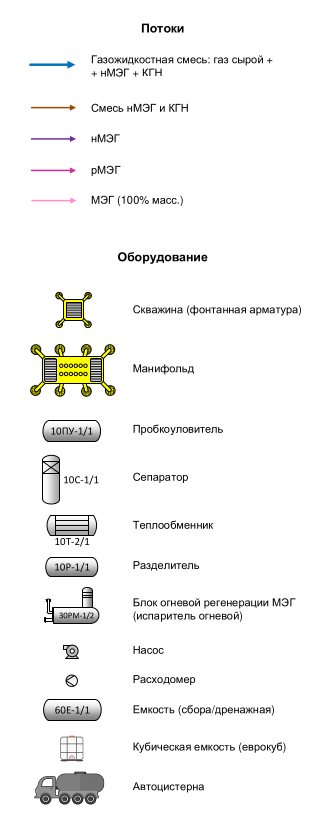 Потоки
Газожидкостная смесь: газ сырой +
+ нМЭГ + КГН
Смесь нМЭГ и КГН
нМЭГ
рМЭГ
МЭГ (100% масс.)
Оборудование
Скважина (фонтанная арматура)
Манифольд
10ПУ-1/1
Пробкоуловитель
10С-1/1
Сепаратор
Теплообменник
10Т-2/1
10Р-1/1
Разделитель
Блок огневой регенерации МЭГ
30РМ-1/2
(испаритель огневой)
Насос
Расходомер
60Е-1/1
Емкость (сбора/дренажная)
Кубическая емкость (еврокуб)
Автоцистерна